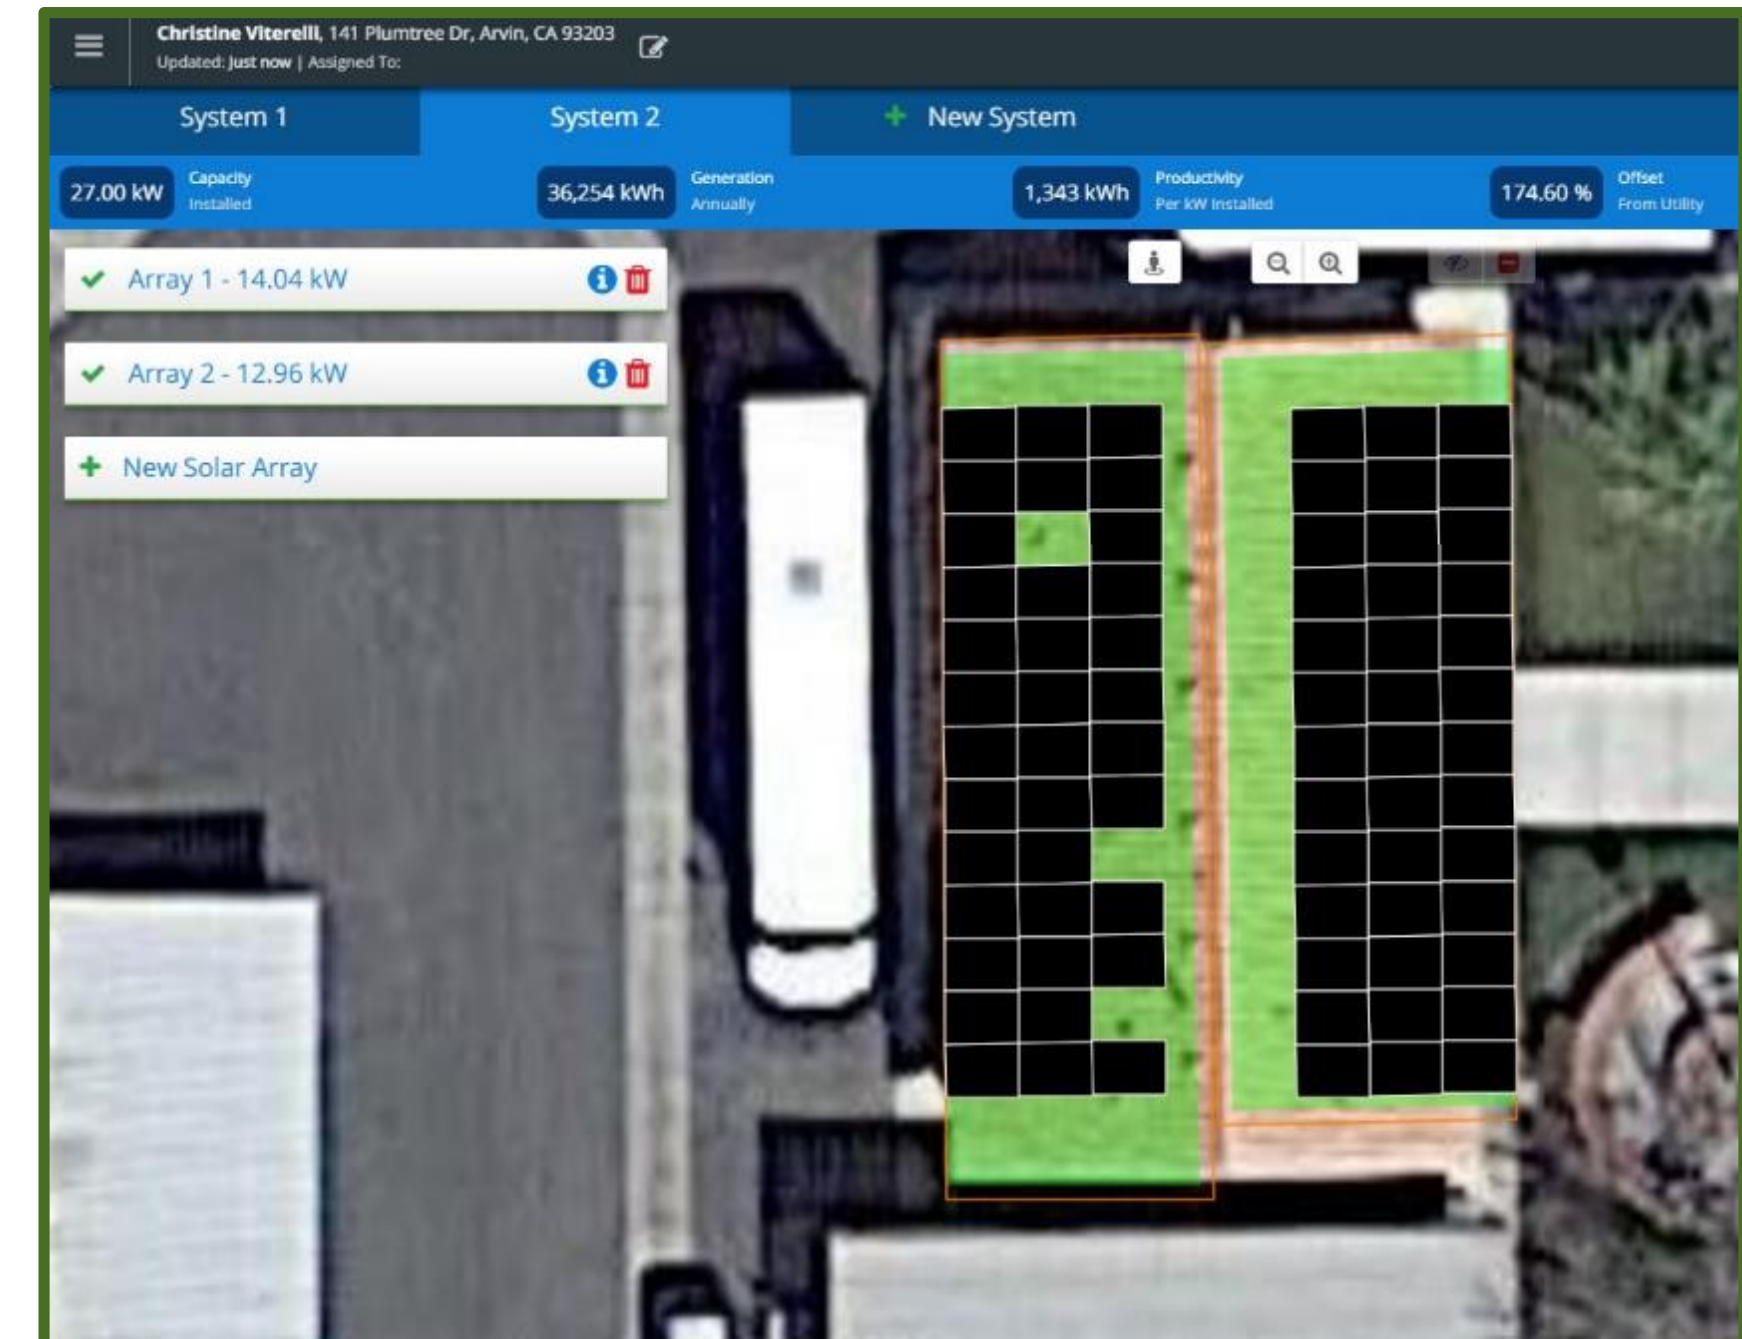 Christine Viterelli, 141 Plumtree Dr, Arvin, CA 93203
Updated: Just now | Assigned To:
System 1
System 2
New System
27.00 kW
Capacity
Installed
36,254 kWh
Generation
Annually
1,343 kWh
Productivity
Per kW Installed
174.60 %
Offset
From Utility
Array 1 - 14.04 kW
Array 2 - 12.96 kW
New Solar Array